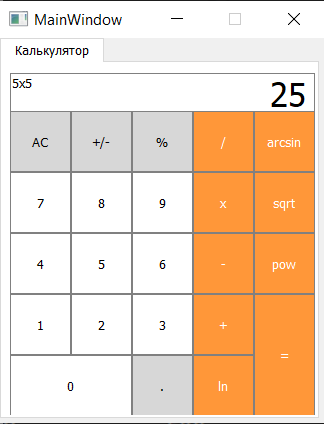 MainWindow
Калькулятор
5x5
25
AC +/- % / arcsin
7 8 9 x sqrt
4 5 6 - pow
1 2 3 +
=
0 . ln